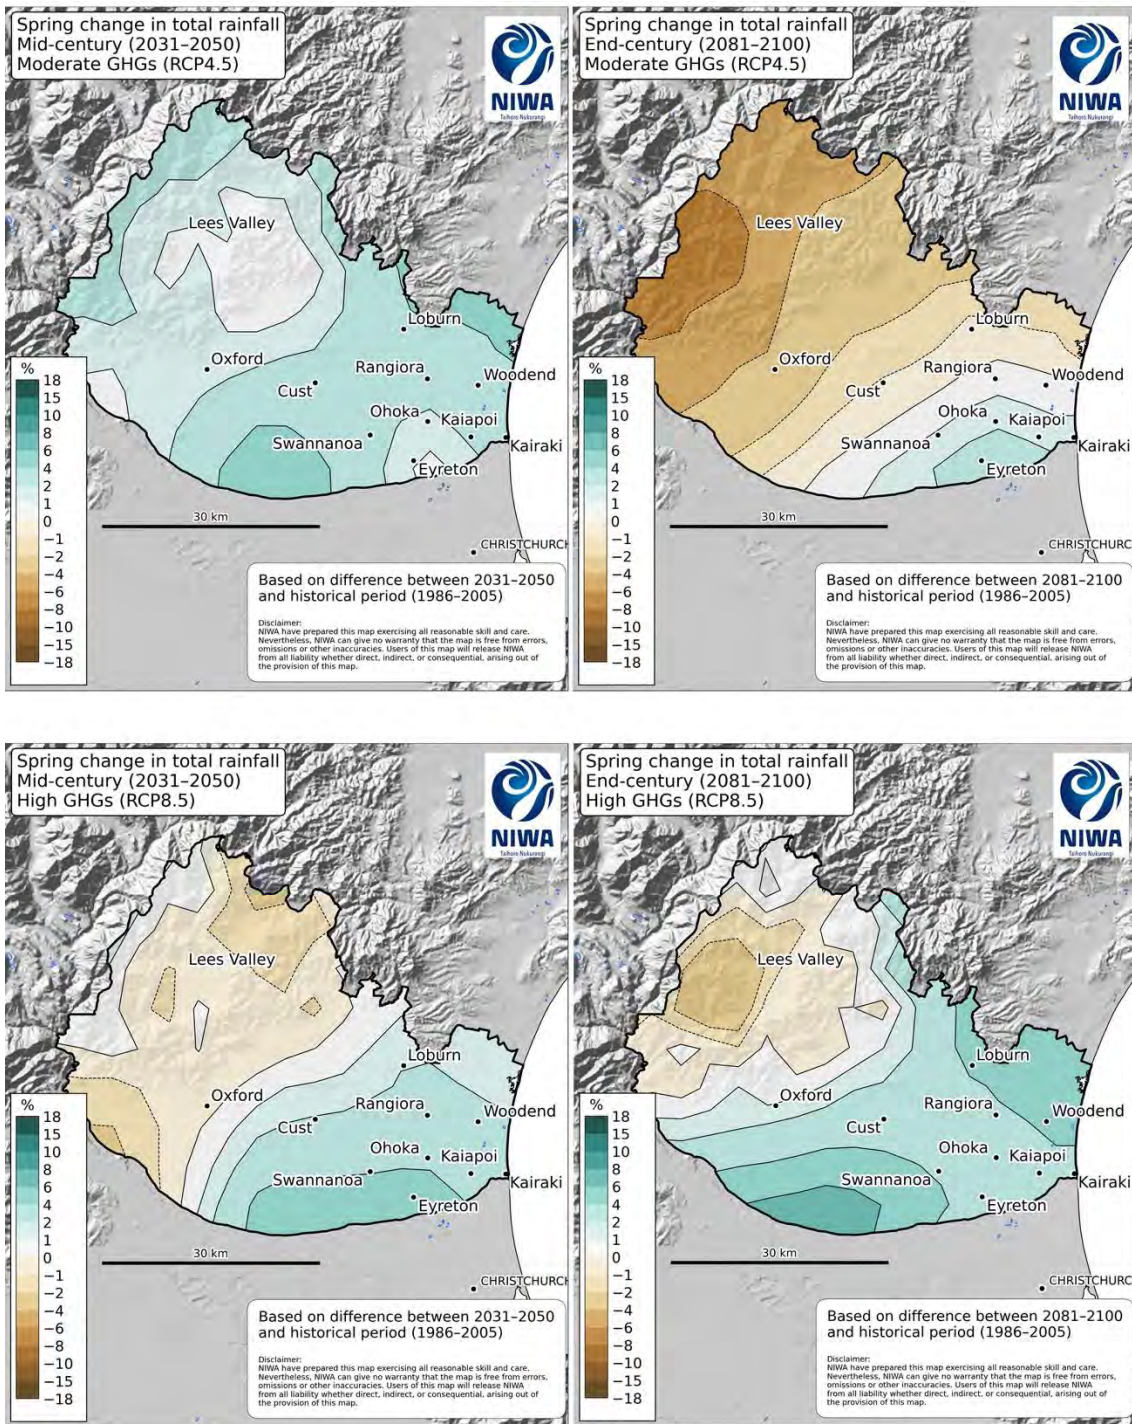 Spring change in total rainfall
Mid-century (2031–2050)
Moderate GHGs (RCP4.5)
NIWA
Taihoro Nukurangi
Lees Valley
Loburn
Oxford
Rangiora
Woodend
Cust
Ohoka
Kaiapoi
Swannanoa
Kairaki
Eyreton
%
18
15
10
8
6
4
2
1
0
−1
−2
−4
−6
−8
−10
−15
−18
30 km
CHRISTCHURC
Based on difference between 2031–2050
and historical period (1986–2005)
Disclaimer:
NIWA have prepared this map exercising all reasonable skill and care.
Nevertheless, NIWA can give no warranty that the map is free from errors,
omissions or other inaccuracies. Users of this map will release NIWA
from all liability whether direct, indirect, or consequential, arising out of
the provision of this map.
Spring change in total rainfall
End-century (2081–2100)
Moderate GHGs (RCP4.5)
NIWA
Taihoro Nukurangi
Lees Valley
Loburn
Oxford
Rangiora
Woodend
Cust
Ohoka
Kaiapoi
Swannanoa
Kairaki
Eyreton
%
18
15
10
8
6
4
2
1
0
−1
−2
−4
−6
−8
−10
−15
−18
30 km
CHRISTCHURC
Based on difference between 2081–2100
and historical period (1986–2005)
Disclaimer:
NIWA have prepared this map exercising all reasonable skill and care.
Nevertheless, NIWA can give no warranty that the map is free from errors,
omissions or other inaccuracies. Users of this map will release NIWA
from all liability whether direct, indirect, or consequential, arising out of
the provision of this map.
Spring change in total rainfall
Mid-century (2031–2050)
High GHGs (RCP8.5)
NIWA
Taihoro Nukurangi
Lees Valley
Loburn
Oxford
Rangiora
Woodend
Cust
Ohoka
Kaiapoi
Swannanoa
Kairaki
Eyreton
%
18
15
10
8
6
4
2
1
0
−1
−2
−4
−6
−8
−10
−15
−18
30 km
CHRISTCHURC
Based on difference between 2031–2050
and historical period (1986–2005)
Disclaimer:
NIWA have prepared this map exercising all reasonable skill and care.
Nevertheless, NIWA can give no warranty that the map is free from errors,
omissions or other inaccuracies. Users of this map will release NIWA
from all liability whether direct, indirect, or consequential, arising out of
the provision of this map.
Spring change in total rainfall
End-century (2081–2100)
High GHGs (RCP8.5)
NIWA
Taihoro Nukurangi
Lees Valley
Loburn
Oxford
Rangiora
Woodend
Cust
Ohoka
Kaiapoi
Swannanoa
Kairaki
Eyreton
%
18
15
10
8
6
4
2
1
0
−1
−2
−4
−6
−8
−10
−15
−18
30 km
CHRISTCHURC
Based on difference between 2081–2100
and historical period (1986–2005)
Disclaimer:
NIWA have prepared this map exercising all reasonable skill and care.
Nevertheless, NIWA can give no warranty that the map is free from errors,
omissions or other inaccuracies. Users of this map will release NIWA
from all liability whether direct, indirect, or consequential, arising out of
the provision of this map.